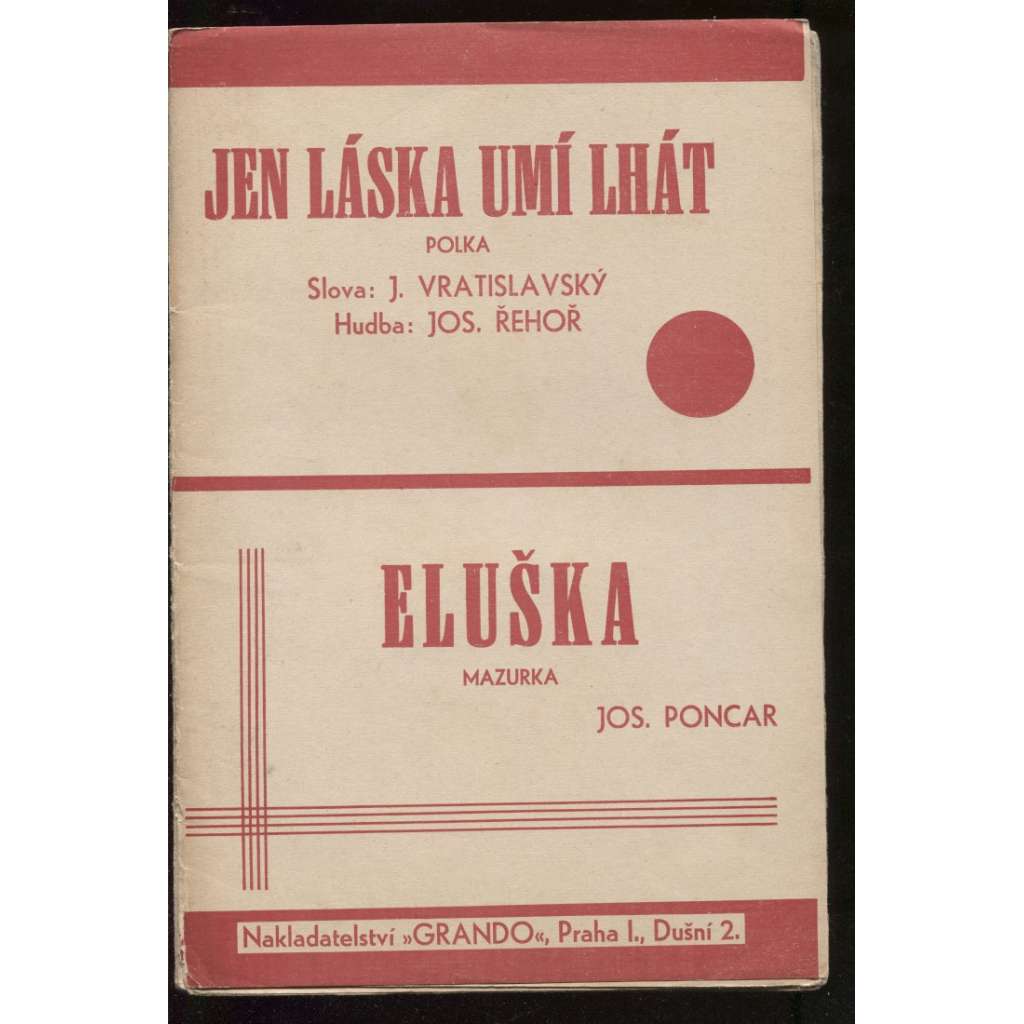 JEN LÁSKA UMÍ LHÁT
POLKA
Slova: J. VRATISLAVSKÝ
Hudba: JOS. ŘEHOŘ
ELUŠKA
MAZURKA
JOS. PONCAR
Nakladatelství »GRANDO«, Praha I., Dušní 2.